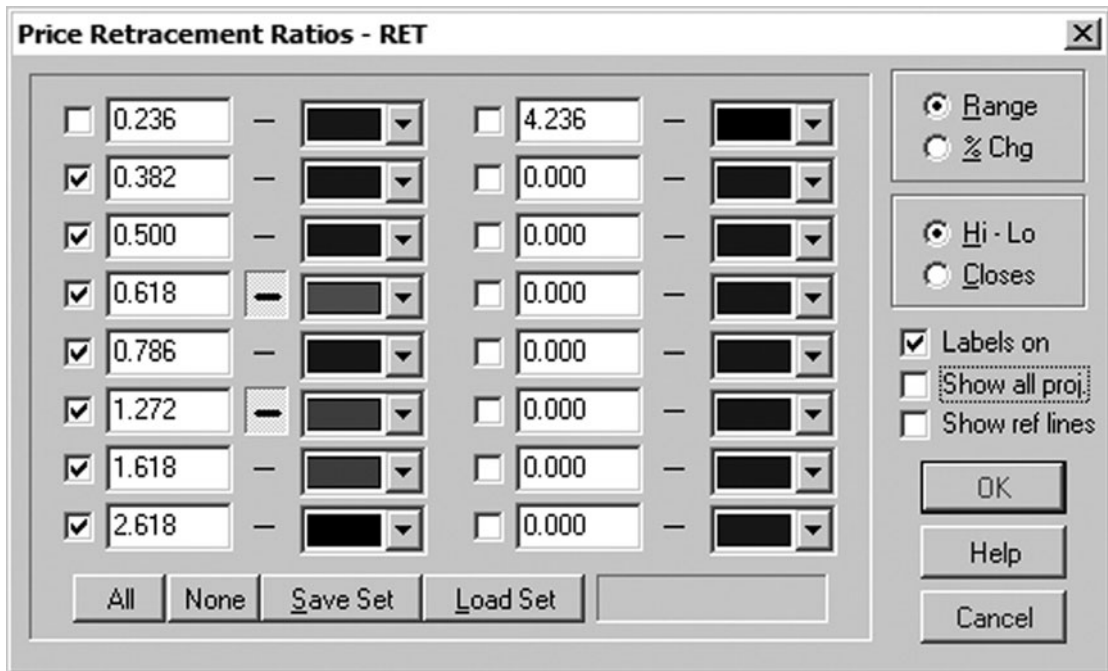 Price Retracement Ratios - RET
0.236 4.236
0.382 0.000
0.500 0.000
0.618 0.000
0.786 0.000
1.272 0.000
1.618 0.000
2.618 0.000
All None Save Set Load Set
Range
% Chg
Hi - Lo
Closes
Labels on
Show all proj.
Show ref lines
OK
Help
Cancel